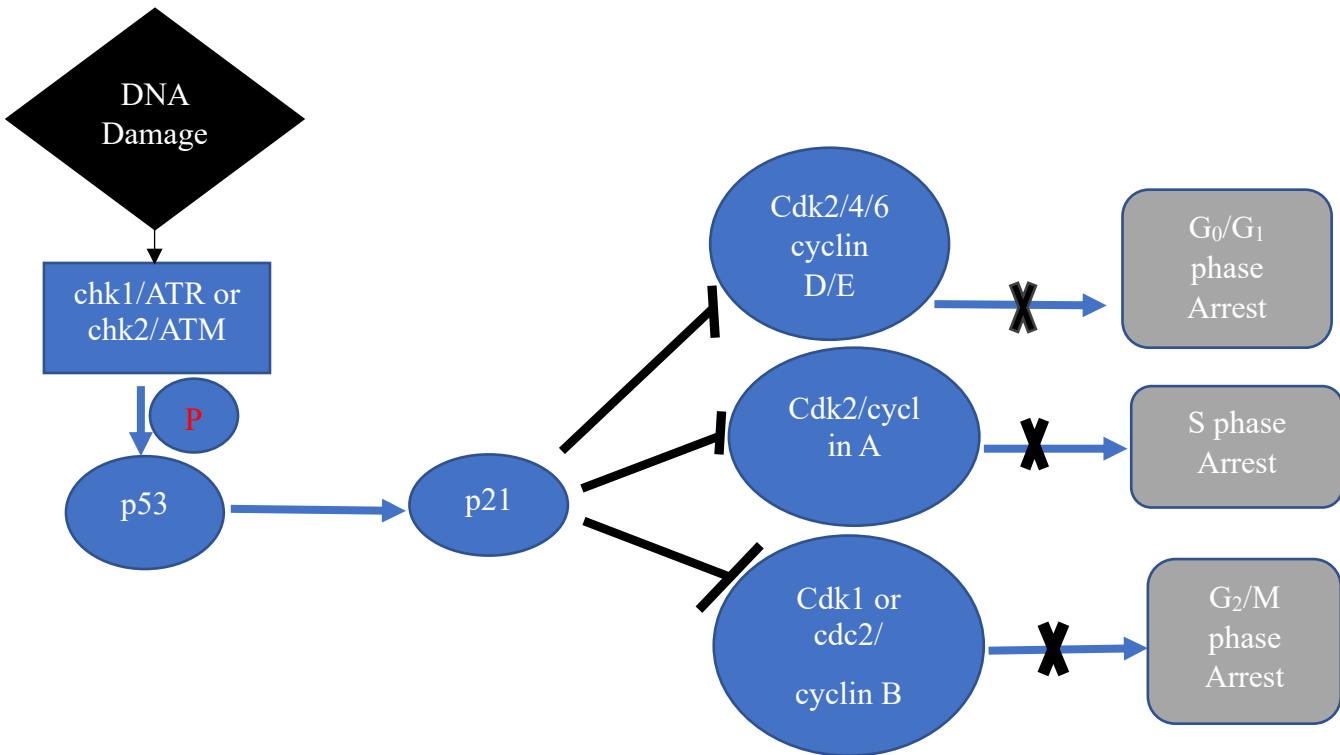 DNA
Damage
chk1/ATR or
chk2/ATM
P
p53
p21
Cdk2/4/6
cyclin
D/E
G₀/G₁
phase
Arrest
Cdk2/cycl
in A
S phase
Arrest
Cdk1 or
cdc2/
cyclin B
G₂/M
phase
Arrest